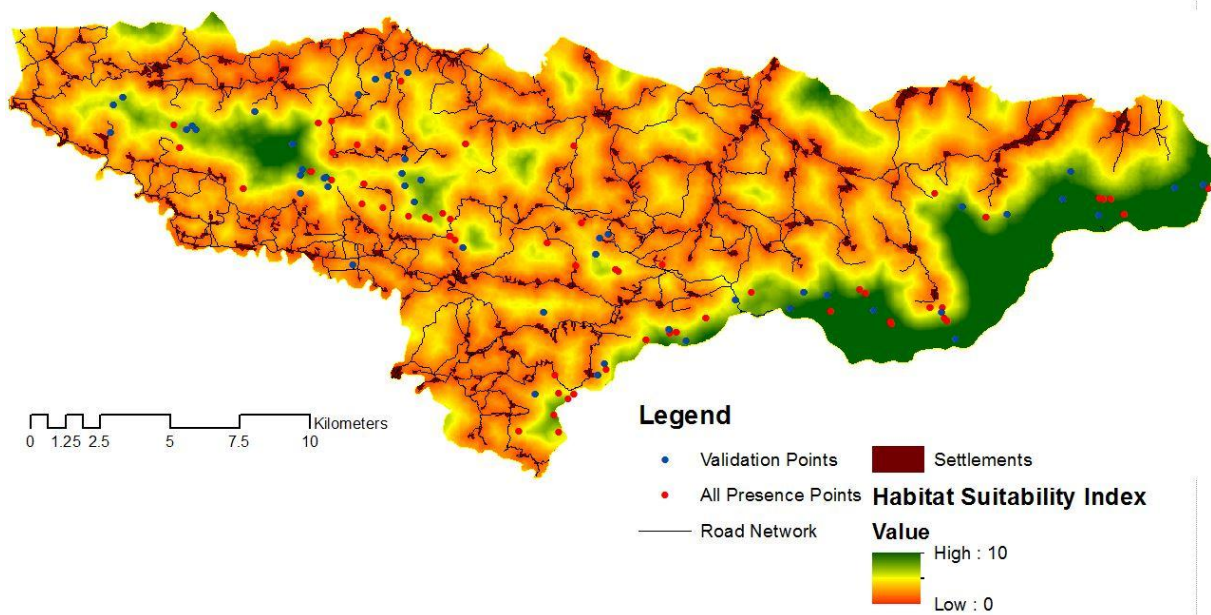 Kilometers
0 1.25 2.5 5 7.5 10
Legend
Validation Points
All Presence Points
Road Network
Settlements
Habitat Suitability Index
Value
High : 10
Low : 0